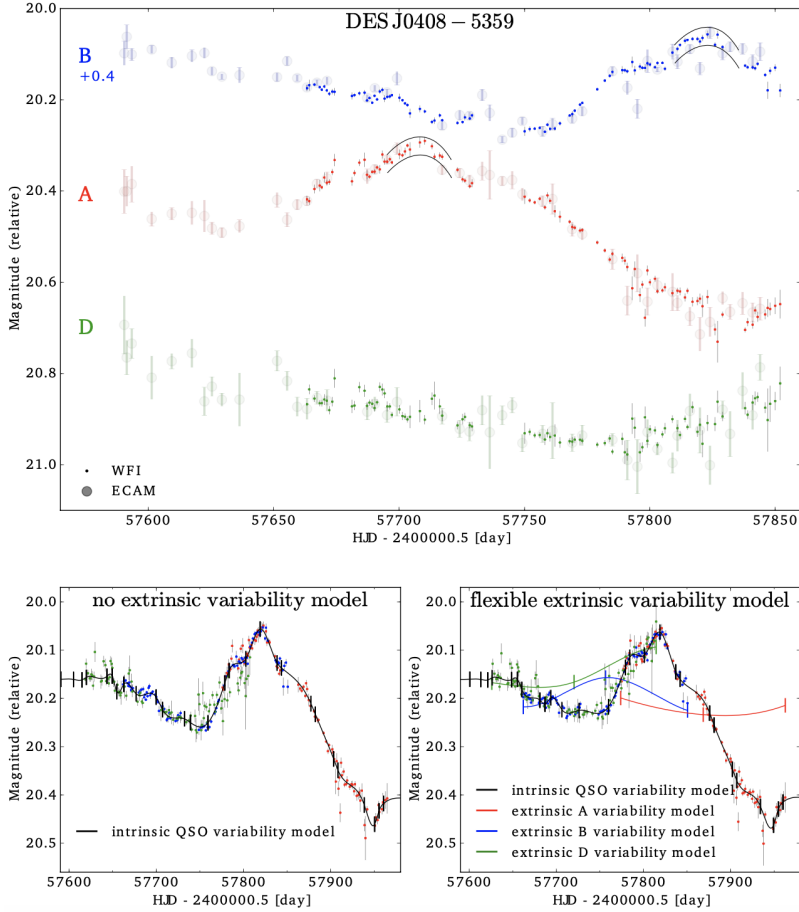 DES J0408 – 5359
20.0
B
+0.4
20.2
A
20.4
20.6
D
20.8
WFI
ECAM
21.0
Magnitude (relative)
57600 57650 57700 57750 57800 57850
HJD - 2400000.5 [day]
no extrinsic variability model
20.0
20.1
20.2
20.3
20.4
20.5
Magnitude (relative)
intrinsic QSO variability model
57600 57700 57800 57900
HJD - 2400000.5 [day]
flexible extrinsic variability model
20.0
20.1
20.2
20.3
20.4
20.5
Magnitude (relative)
intrinsic QSO variability model
extrinsic A variability model
extrinsic B variability model
extrinsic D variability model
57600 57700 57800 57900
HJD - 2400000.5 [day]